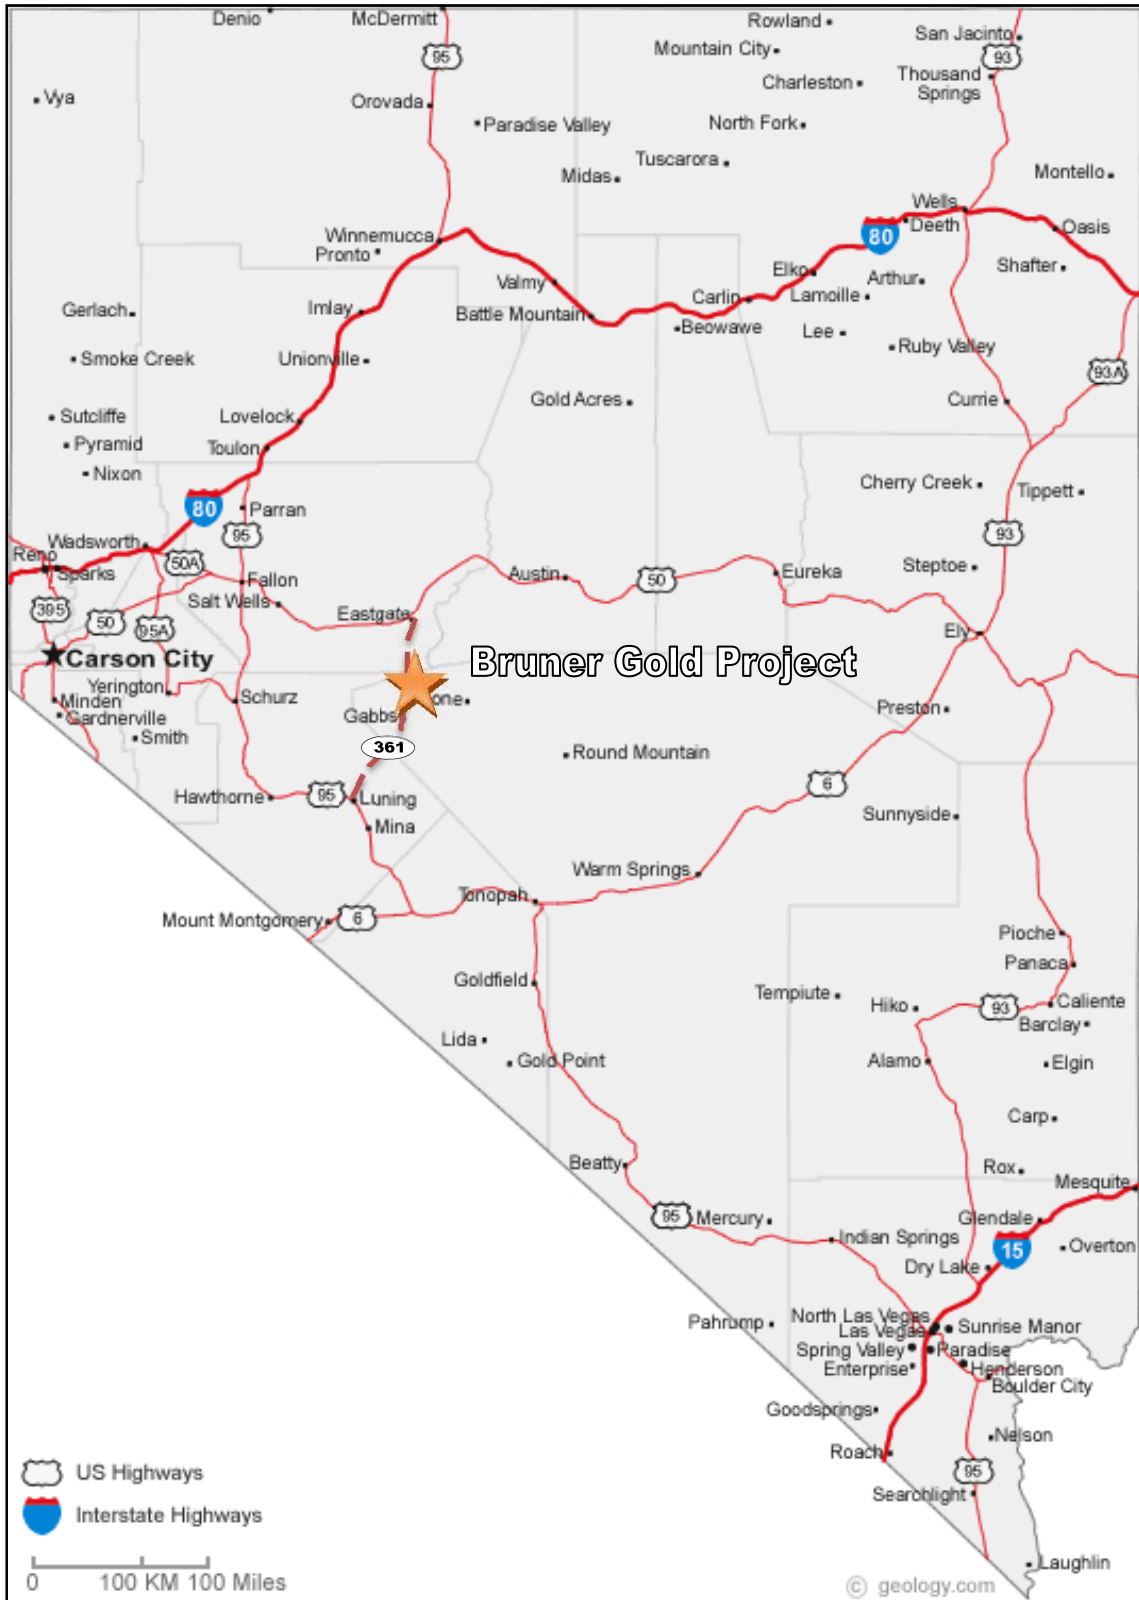 Denio
McDermitt
Rowland
San Jacinto
Mountain City
95
93
Thousand
Springs
Charleston
Vya
Orovada
Paradise Valley
North Fork
Tuscarora
Midas
Montello
Wells
Deeth
Oasis
Winnemucca
Pronto
80
Shafter
Elko
Arthur
Valmy
Carlin
Lamoille
Gerlach
Imlay
Battle Mountain
Beowawe
Lee
Ruby Valley
Smoke Creek
Unionville
93A
Gold Acres
Currie
Sutcliffe
Lovelock
Pyramid
Toulon
Nixon
Cherry Creek
Tippett
80
Parran
95
93
Wadsworth
Reno
50A
Sparks
Fallon
Austin
50
Eureka
Steptoe
Salt Wells
395
50
95A
Eastgate
Ely
Carson City
Bruner Gold Project
Yerington
Minden
Schurz
one
Gardnerville
Gabbs
Preston
Smith
361
Round Mountain
6
Hawthorne
95
Luning
Mina
Sunnyside
Warm Springs
Tonopah
Mount Montgomery
6
Pioche
Panaca
Goldfield
Tempiute
Hiko
93
Caliente
Barclay
Lida
Gold Point
Alamo
Elgin
Carp
Beatty
Rox
Mesquite
95
Mercury
Glendale
Indian Springs
15
Overton
Dry Lake
Pahrump
North Las Vegas
Las Vegas
Sunrise Manor
Spring Valley
Paradise
Enterprise
Henderson
Boulder City
Goodsprings
Nelson
Roach
US Highways
95
Searchlight
Interstate Highways
Laughlin
0 100 KM 100 Miles
© geology.com